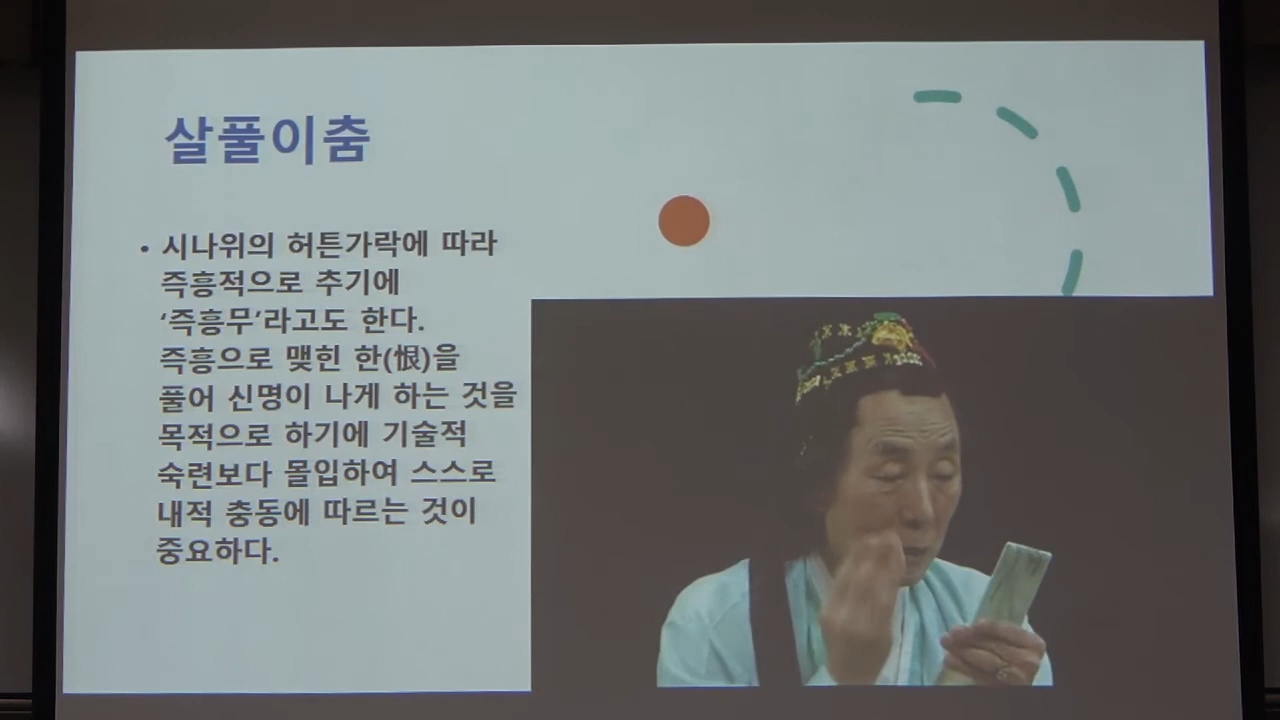 살풀이춤
• 시나위의 허튼가락에 따라
즉흥적으로 추기에
‘즉흥무’라고도 한다.
즉흥으로 맺힌 한(恨)을
풀어 신명이 나게 하는 것을
목적으로 하기에 기술적
숙련보다 몰입하여 스스로
내적 충동에 따르는 것이
중요하다.